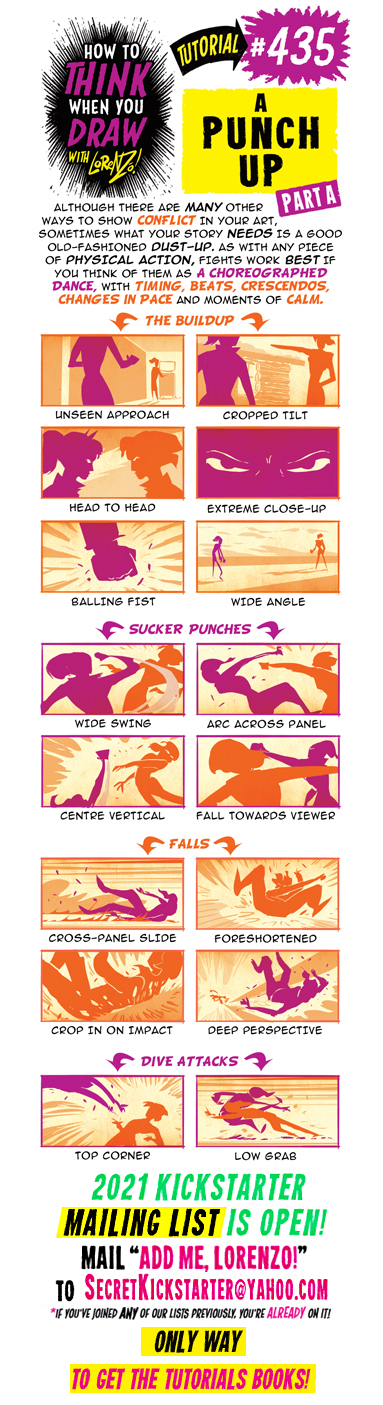 HOW TO
THINK
WHEN YOU
DRAW
WITH LORENZO!
TUTORIAL
#435
A
PUNCH
UP
PART A
ALTHOUGH THERE ARE MANY OTHER
WAYS TO SHOW CONFLICT IN YOUR ART,
SOMETIMES WHAT YOUR STORY NEEDS IS A GOOD
OLD-FASHIONED DUST-UP. AS WITH ANY PIECE
OF PHYSICAL ACTION, FIGHTS WORK BEST IF
YOU THINK OF THEM AS A CHOREOGRAPHED
DANCE, WITH TIMING, BEATS, CRESCENDOS,
CHANGES IN PACE AND MOMENTS OF CALM.
THE BUILDUP
UNSEEN APPROACH
CROPPED TILT
HEAD TO HEAD
EXTREME CLOSE-UP
BALLING FIST
WIDE ANGLE
SUCKER PUNCHES
WIDE SWING
ARC ACROSS PANEL
CENTRE VERTICAL
FALL TOWARDS VIEWER
FALLS
CROSS-PANEL SLIDE
FORESHORTENED
CROP IN ON IMPACT
DEEP PERSPECTIVE
DIVE ATTACKS
TOP CORNER
LOW GRAB
2021 KICKSTARTER
MAILING LIST IS OPEN!
MAIL "ADD ME, LORENZO!"
TO SECRETKICKSTARTER@YAHOO.COM
*IF YOU'VE JOINED ANY OF OUR LISTS PREVIOUSLY, YOU'RE ALREADY ON IT!
ONLY WAY
TO GET THE TUTORIALS BOOKS!